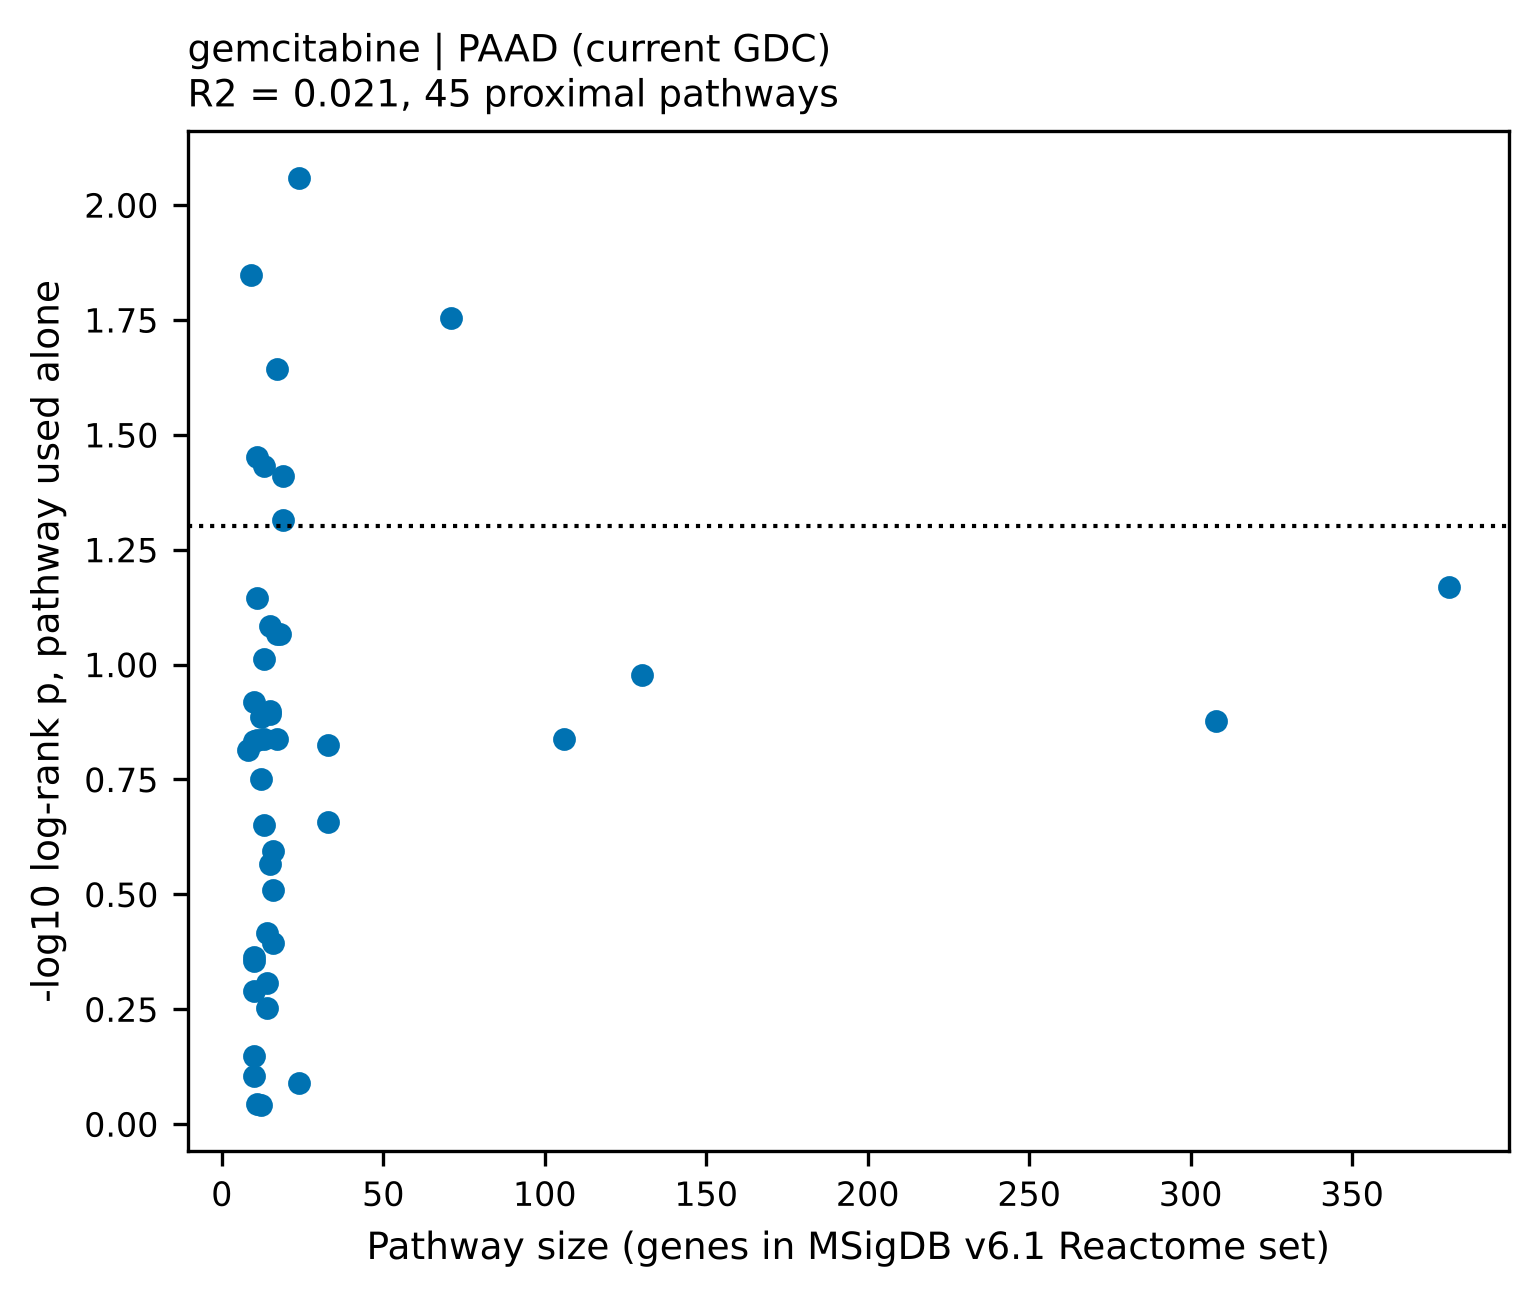 gemcitabine | PAAD (current GDC)
R2 = 0.021, 45 proximal pathways
-log10 log-rank p, pathway used alone
2.00
1.75
1.50
1.25
1.00
0.75
0.50
0.25
0.00
0 50 100 150 200 250 300 350
Pathway size (genes in MSigDB v6.1 Reactome set)